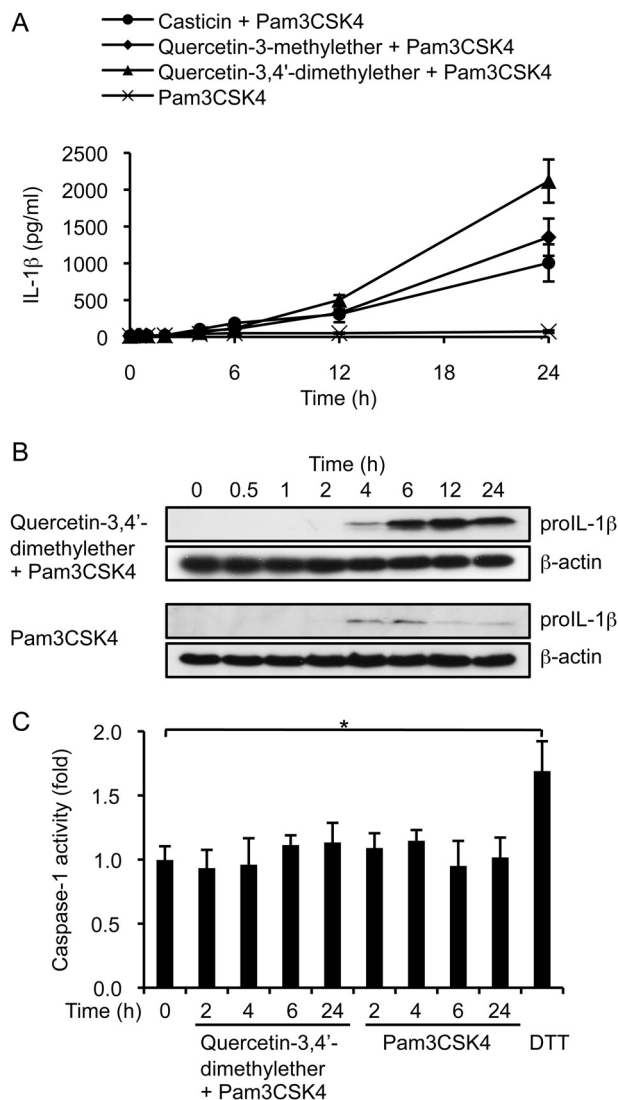 A
Casticin + Pam3CSK4
Quercetin-3-methylether + Pam3CSK4
Quercetin-3,4'-dimethylether + Pam3CSK4
Pam3CSK4
IL-1β (pg/ml)
2500
2000
1500
1000
500
0
0 6 12 18 24
Time (h)
B
Time (h)
0 0.5 1 2 4 6 12 24
Quercetin-3,4'-
dimethylether
+ Pam3CSK4
proIL-1β
β-actin
Pam3CSK4
proIL-1β
β-actin
C
Caspase-1 activity (fold)
2.0
1.5
1.0
0.5
0.0
*
Time (h) 0 2 4 6 24 2 4 6 24
Quercetin-3,4'-
dimethylether
+ Pam3CSK4
Pam3CSK4
DTT